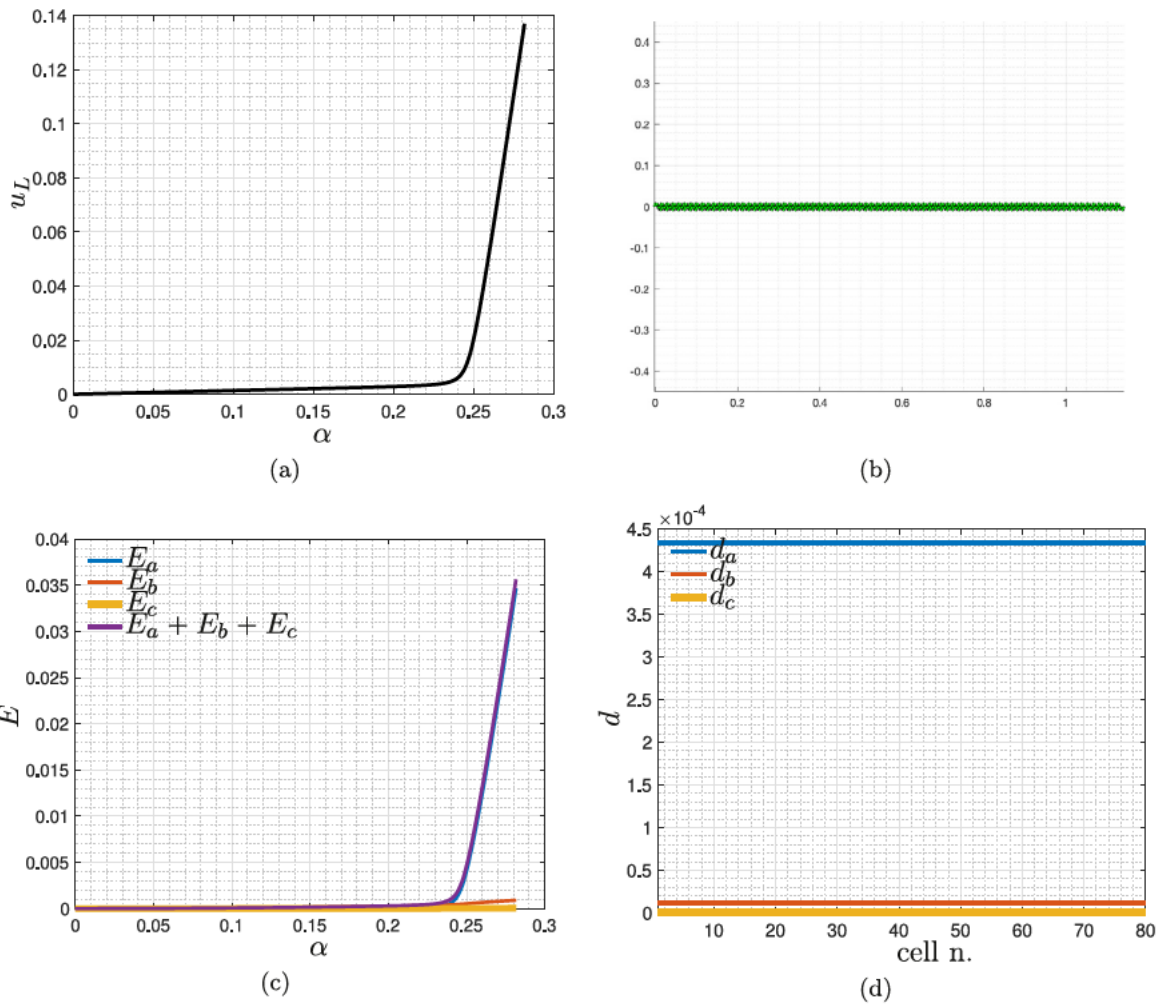 0.14
0.12
0.1
0.08
0.06
0.04
0.02
0
u_L
0 0.05 0.1 0.15 0.2 0.25 0.3
α
(a)
0.4
0.3
0.2
0.1
0
-0.1
-0.2
-0.3
-0.4
0 0.2 0.4 0.6 0.8 1
(b)
0.04
0.035
0.03
0.025
0.02
0.015
0.01
0.005
0
E
E_a
E_b
E_c
E_a + E_b + E_c
0 0.05 0.1 0.15 0.2 0.25 0.3
α
(c)
×10^-4
4.5
4
3.5
3
2.5
2
1.5
1
0.5
0
d
d_a
d_b
d_c
10 20 30 40 50 60 70 80
cell n.
(d)